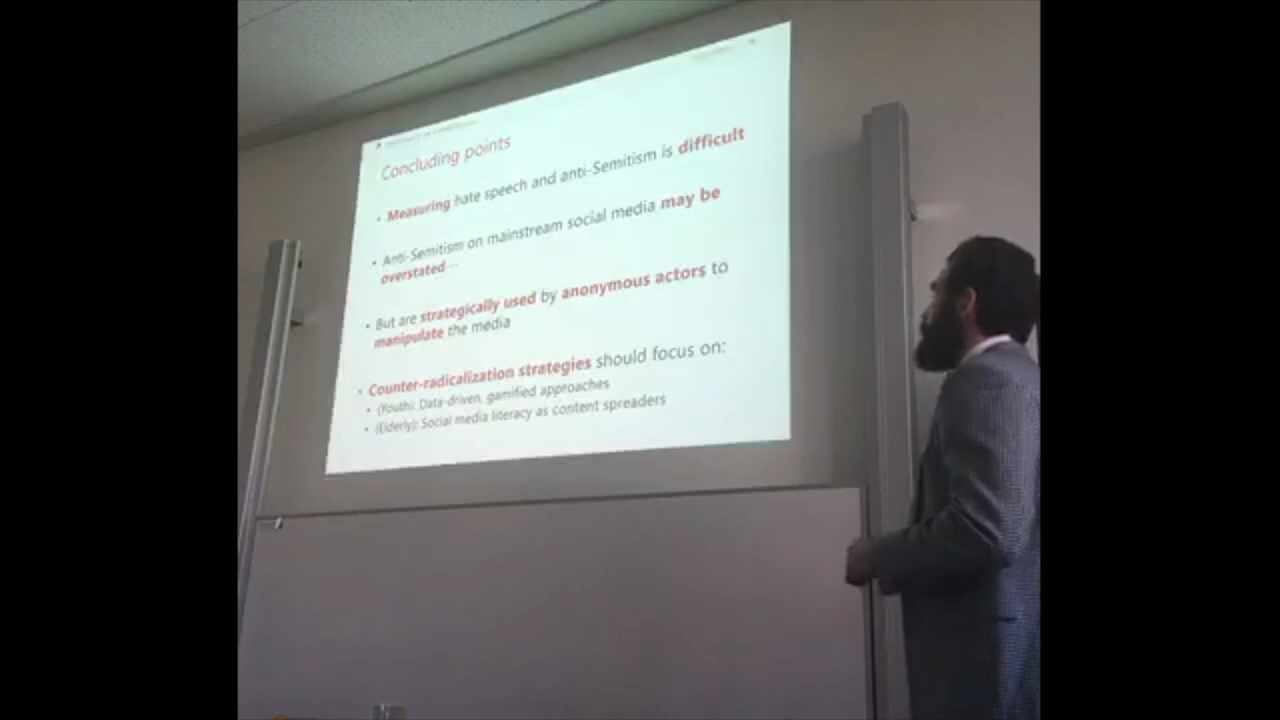 Concluding points
• Measuring hate speech and anti-Semitism is difficult
• Anti-Semitism on mainstream social media may be
overstated...
• But are strategically used by anonymous actors to
manipulate the media
• Counter-radicalization strategies should focus on:
• (Youth): Data-driven, gamified approaches
• (Elderly): Social media literacy as content spreaders